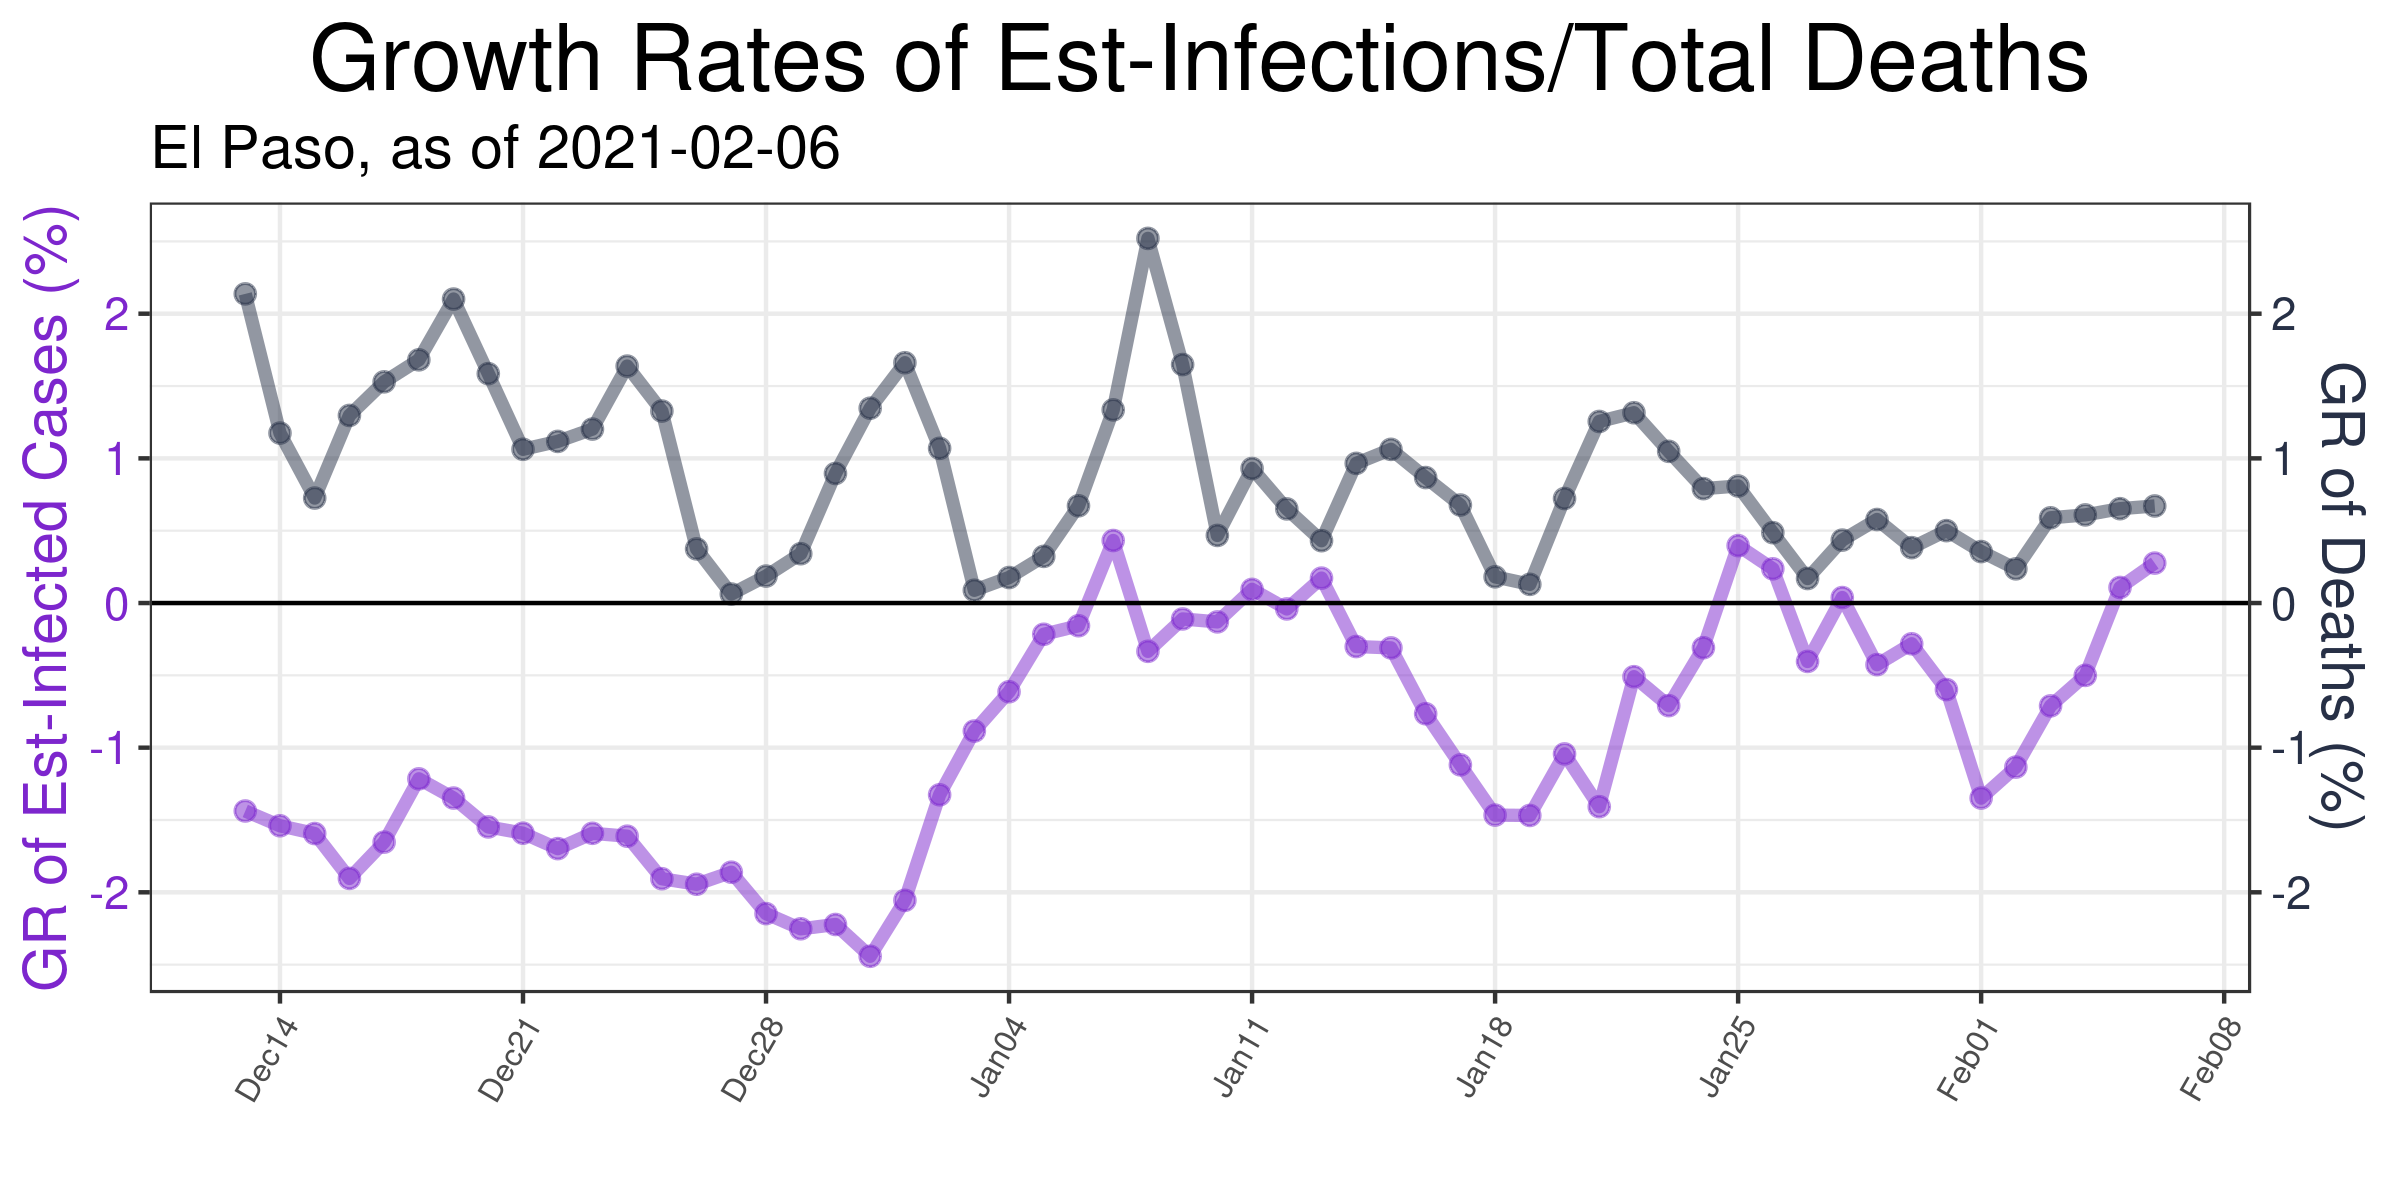 Growth Rates of Est-Infections/Total Deaths
El Paso, as of 2021-02-06
GR of Est-Infected Cases (%)
2
1
0
-1
-2
2
1
0
-1
-2
GR of Deaths (%)
Dec14
Dec21
Dec28
Jan04
Jan11
Jan18
Jan25
Feb01
Feb08